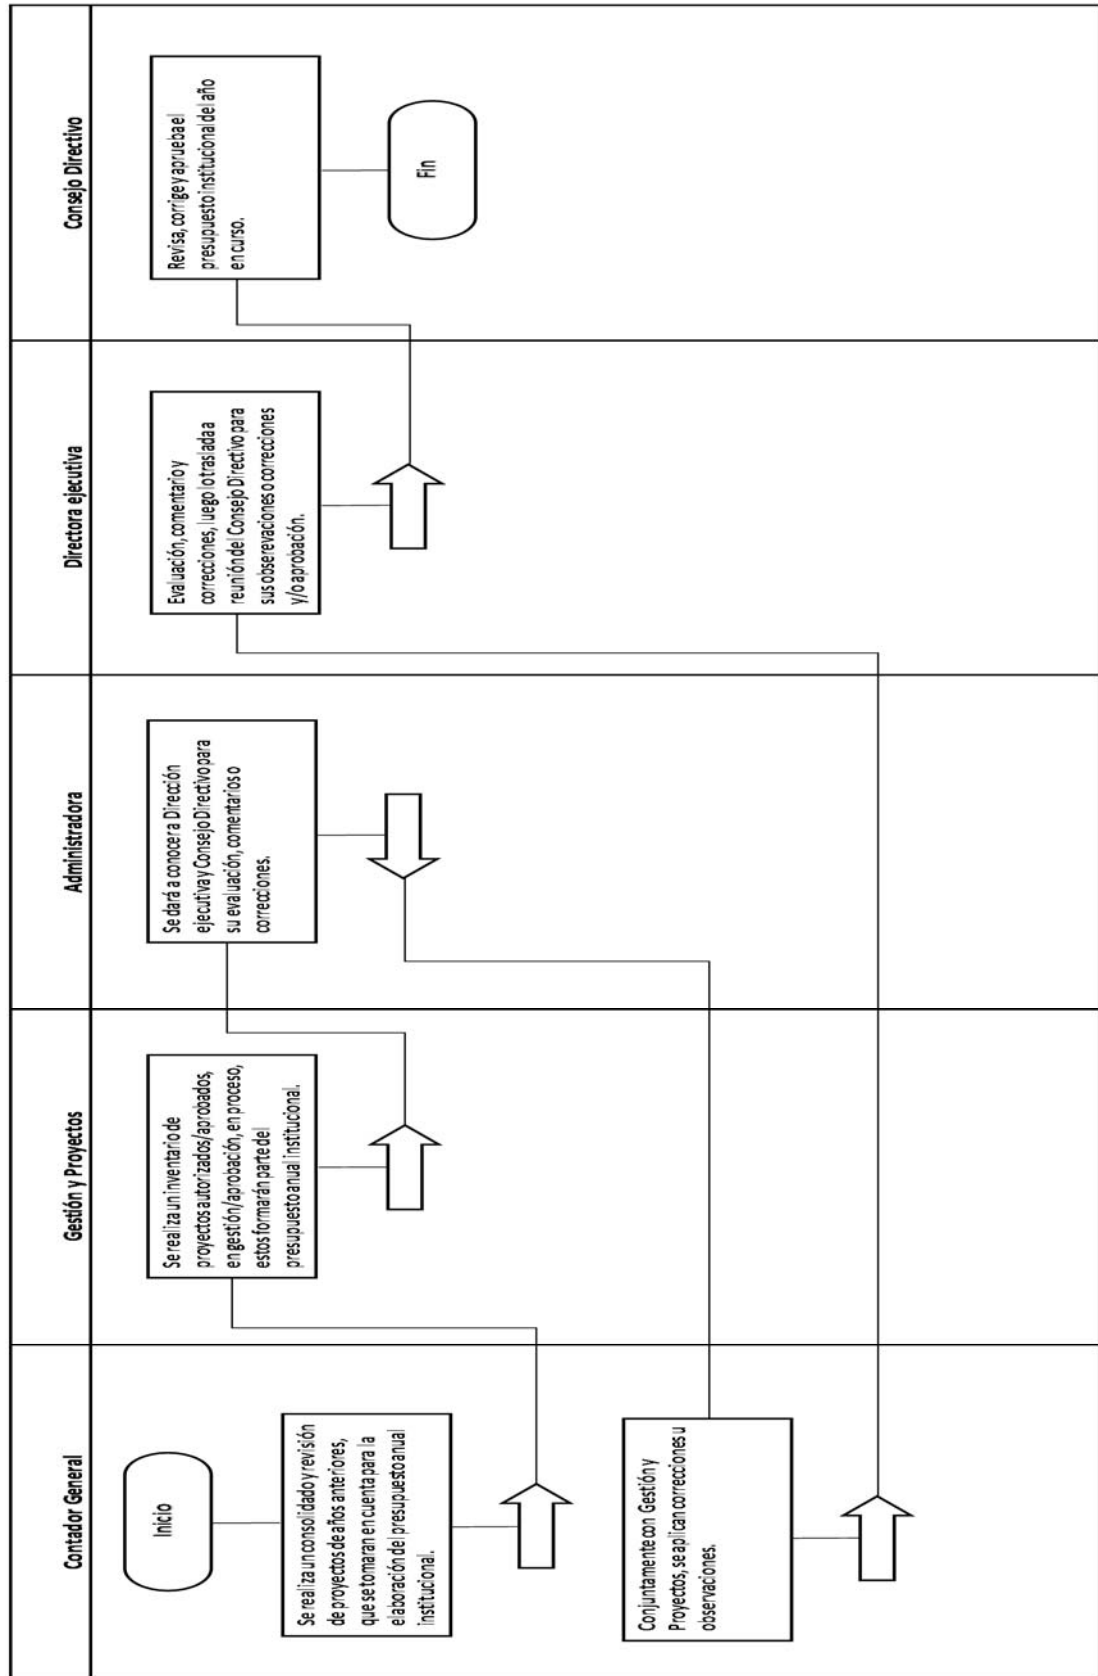 Contador General
Gestión y Proyectos
Administradora
Directora ejecutiva
Consejo Directivo
Inicio
Se realiza un consolidado y revisión
de proyectos de años anteriores,
que se tomaran en cuenta para la
elaboración del presupuesto anual
institucional.
Conjuntamente con Gestión y
Proyectos, se aplican correcciones u
observaciones.
Se realiza un inventario de
proyectos autorizados/aprobados,
en gestión/aprobación, en proceso,
estos formarán parte del
presupuesto anual institucional.
Se dará a conocer a Dirección
ejecutiva y Consejo Directivo para
su evaluación, comentarios o
correcciones.
Evaluación, comentario y
correcciones, luego lo traslada a
reunión del Consejo Directivo para
sus obserevaciones o correcciones
y/o aprobación.
Revisa, corrige y aprueba el
presupuesto institucional del año
en curso.
Fin